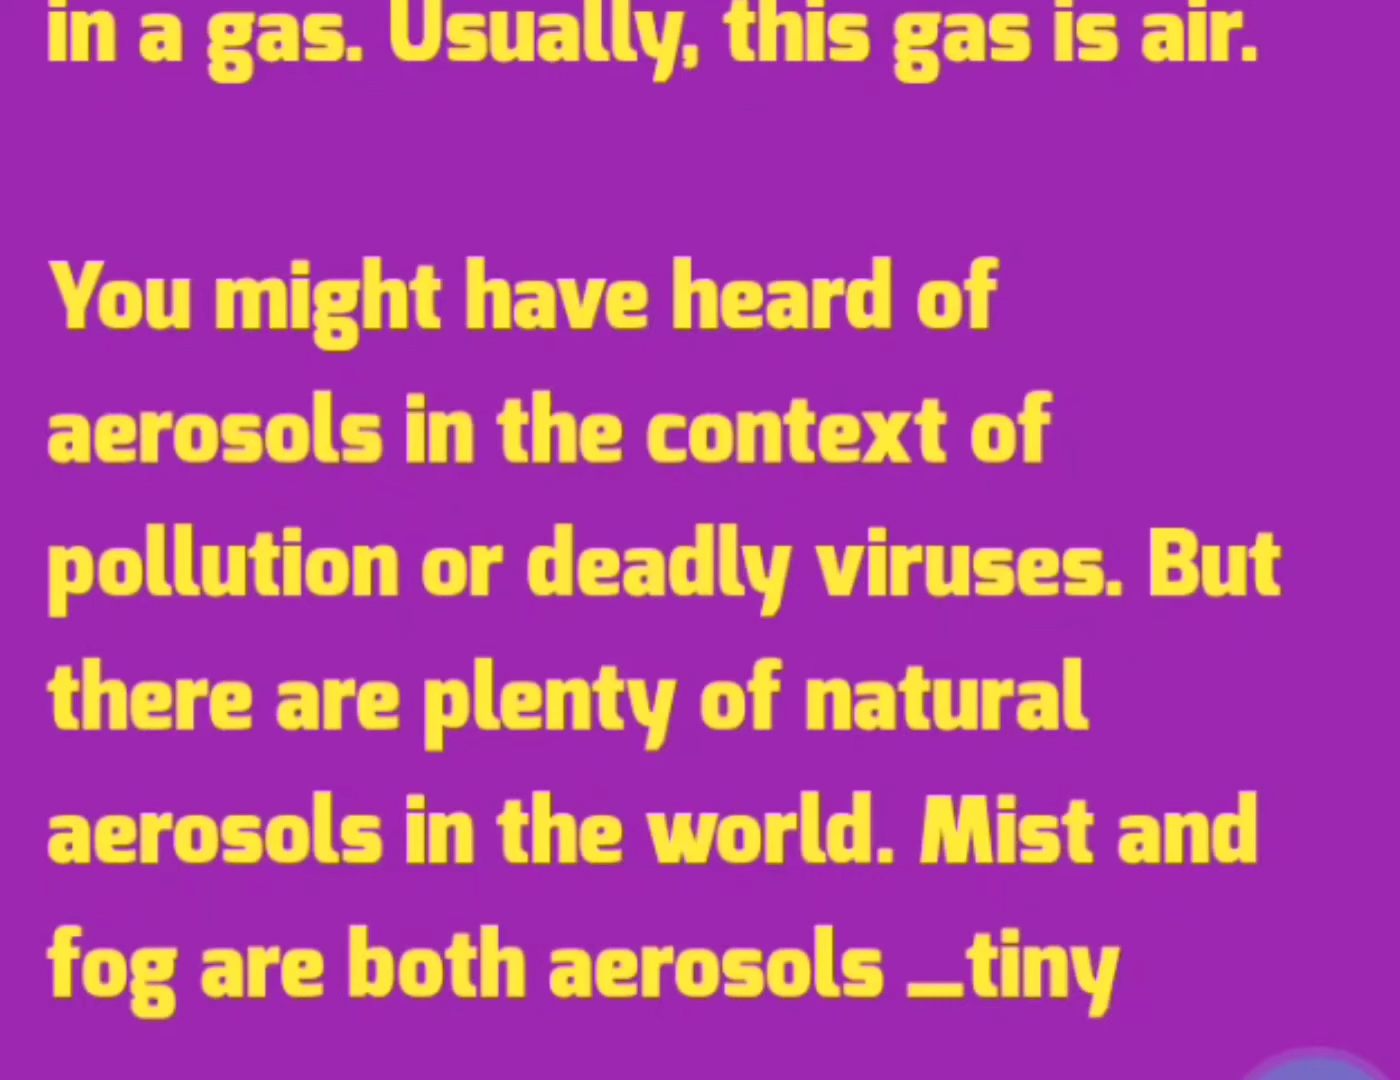 in a gas. Usually, this gas is air.
You might have heard of
aerosols in the context of
pollution or deadly viruses. But
there are plenty of natural
aerosols in the world. Mist and
fog are both aerosols _tiny